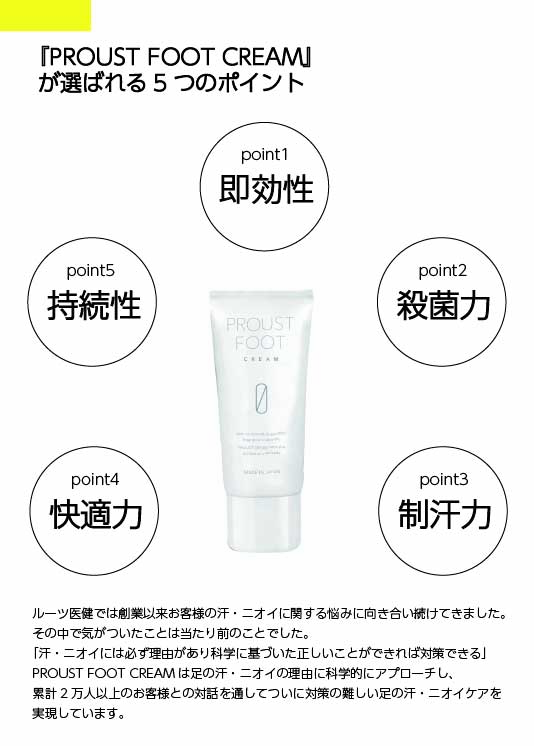 『PROUST FOOT CREAM』
が選ばれる5つのポイント
point1
即効性
point5
持続性
point2
殺菌力
PROUST
FOOT
CREAM
0
MADE IN JAPAN
point4
快適力
point3
制汗力
ルーツ医健では創業以来お客様の汗・ニオイに関する悩みに向き合い続けてきました。
その中で気がついたことは当たり前のことでした。
「汗・ニオイには必ず理由があり科学に基づいた正しいことができれば対策できる」
PROUST FOOT CREAMは足の汗・ニオイの理由に科学的にアプローチし、
累計2万人以上のお客様との対話を通してついに対策の難しい足の汗・ニオイケアを
実現しています。